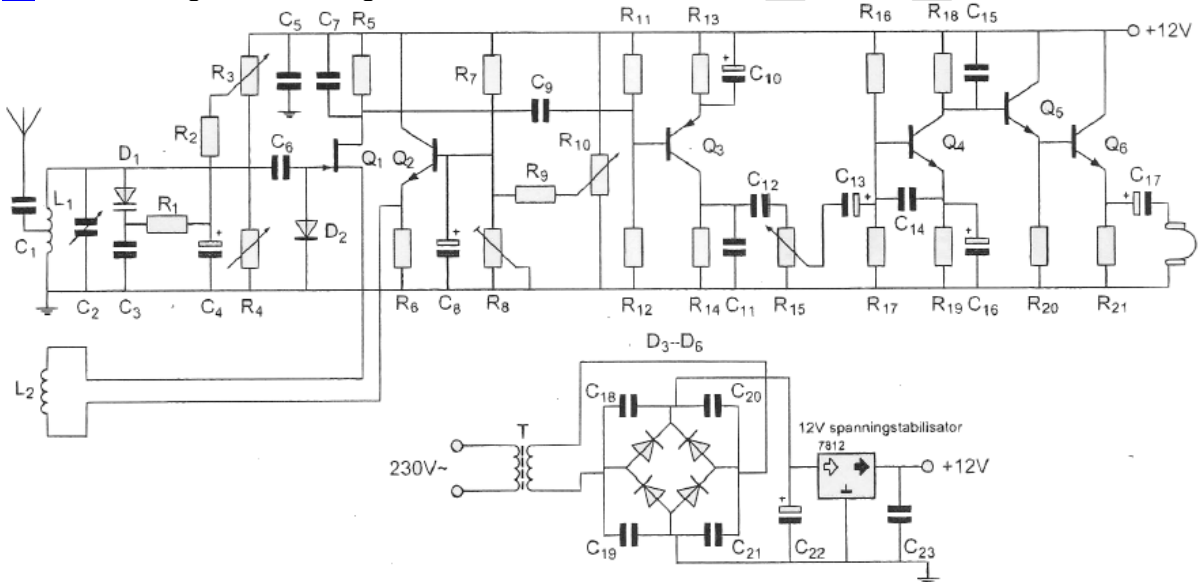 C5 C7 R5 R11 R13 R16 R18 C15
+12V
R3 R7 C9 C10
R2 D1 C6 Q1 Q2 R10 Q3 Q4 Q5 Q6
L1 R1 R9 C12 C13 C17
C1 D2 C14
C2 C3 C4 R4 R6 C8 R8 R12 R14 C11 R15 R17 R19 C16 R20 R21
D3--D6
L2
C18 C20
T
12V spanningstabilisator
7812
230V~
+12V
C19 C21 C22 C23